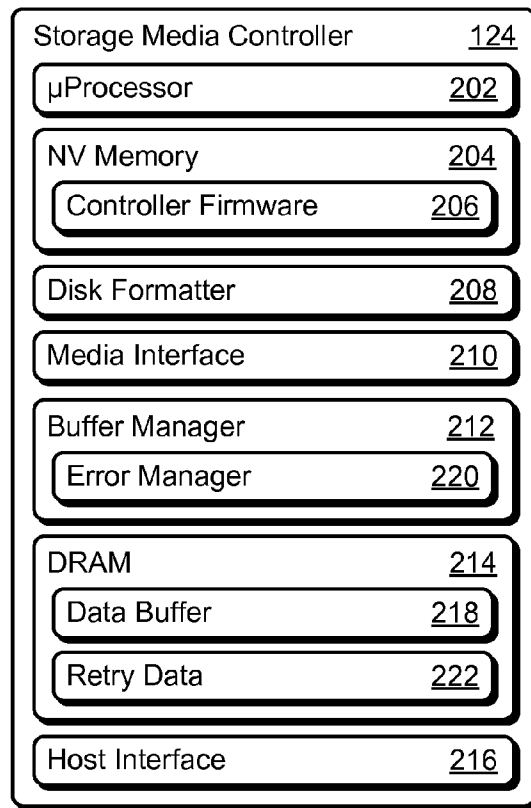 Storage Media Controller 124
µProcessor 202
NV Memory 204
Controller Firmware 206
Disk Formatter 208
Media Interface 210
Buffer Manager 212
Error Manager 220
DRAM 214
Data Buffer 218
Retry Data 222
Host Interface 216